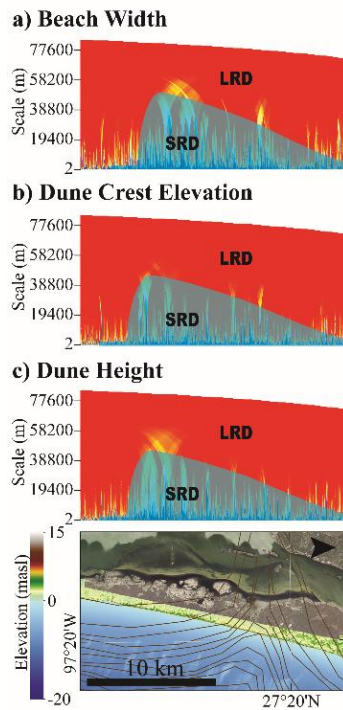 a) Beach Width
77600
58200
38800
19400
2
Scale (m)
LRD
SRD
b) Dune Crest Elevation
77600
58200
38800
19400
2
Scale (m)
LRD
SRD
c) Dune Height
77600
58200
38800
19400
2
Scale (m)
LRD
SRD
15
0
-20
Elevation (masl)
97°20'W
10 km
27°20'N